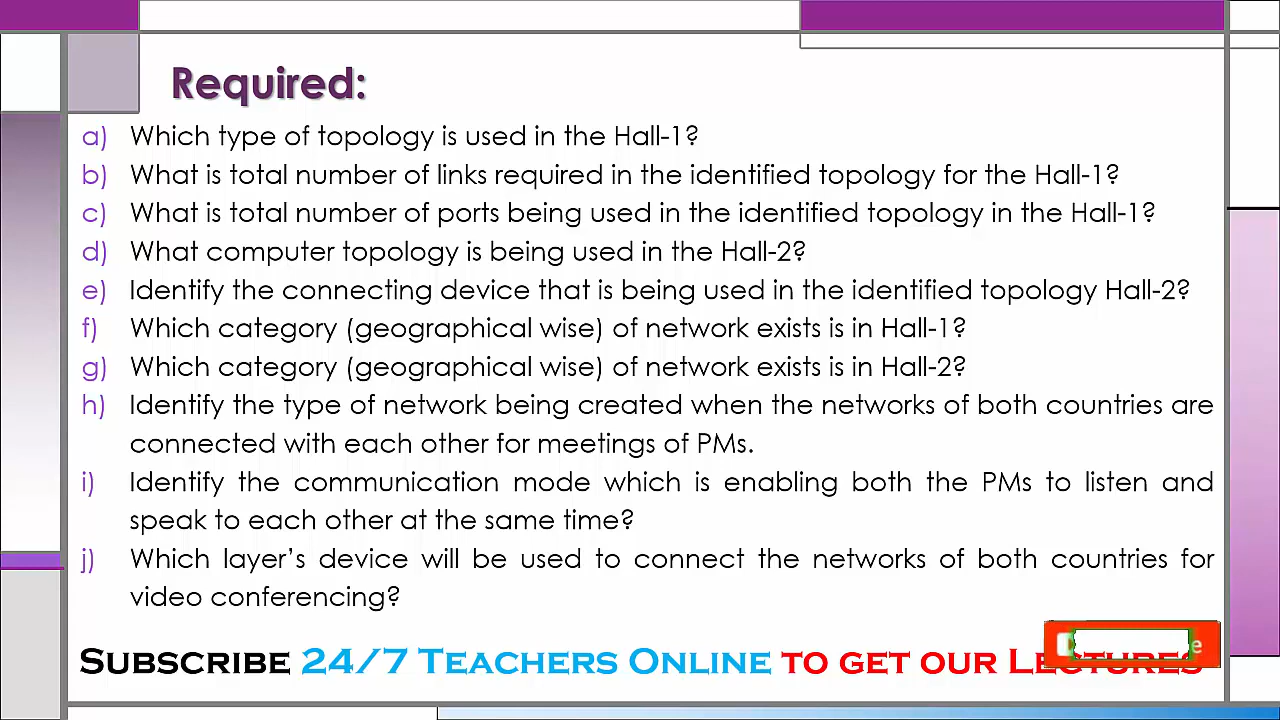 Required:
a) Which type of topology is used in the Hall-1?
b) What is total number of links required in the identified topology for the Hall-1?
c) What is total number of ports being used in the identified topology in the Hall-1?
d) What computer topology is being used in the Hall-2?
e) Identify the connecting device that is being used in the identified topology Hall-2?
f) Which category (geographical wise) of network exists is in Hall-1?
g) Which category (geographical wise) of network exists is in Hall-2?
h) Identify the type of network being created when the networks of both countries are
connected with each other for meetings of PMs.
i) Identify the communication mode which is enabling both the PMs to listen and
speak to each other at the same time?
j) Which layer's device will be used to connect the networks of both countries for
video conferencing?
SUBSCRIBE 24/7 TEACHERS ONLINE TO GET OUR LECTURES